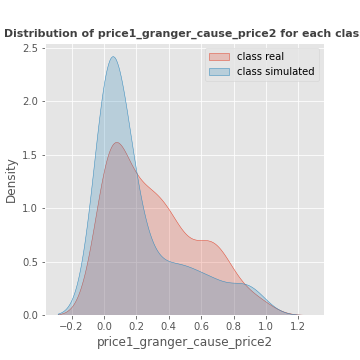 Distribution of price1_granger_cause_price2 for each clas
class real
class simulated
2.5
2.0
1.5
1.0
0.5
0.0
Density
−0.2 0.0 0.2 0.4 0.6 0.8 1.0 1.2
price1_granger_cause_price2